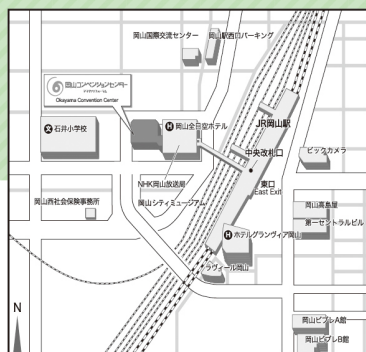 岡山国際交流センター
岡山駅西口パーキング
岡山コンベンションセンター
Okayama Convention Center
石井小学校
H 岡山全日空ホテル
JR岡山駅
中央改札口
ビックカメラ
NHK岡山放送局
岡山シティミュージアム
東口
East Exit
岡山西社会保険事務所
岡山高島屋
第一セントラルビル
H ホテルグランヴィア岡山
グラヴィール岡山
N
岡山ビブレA館
岡山ビブレB館